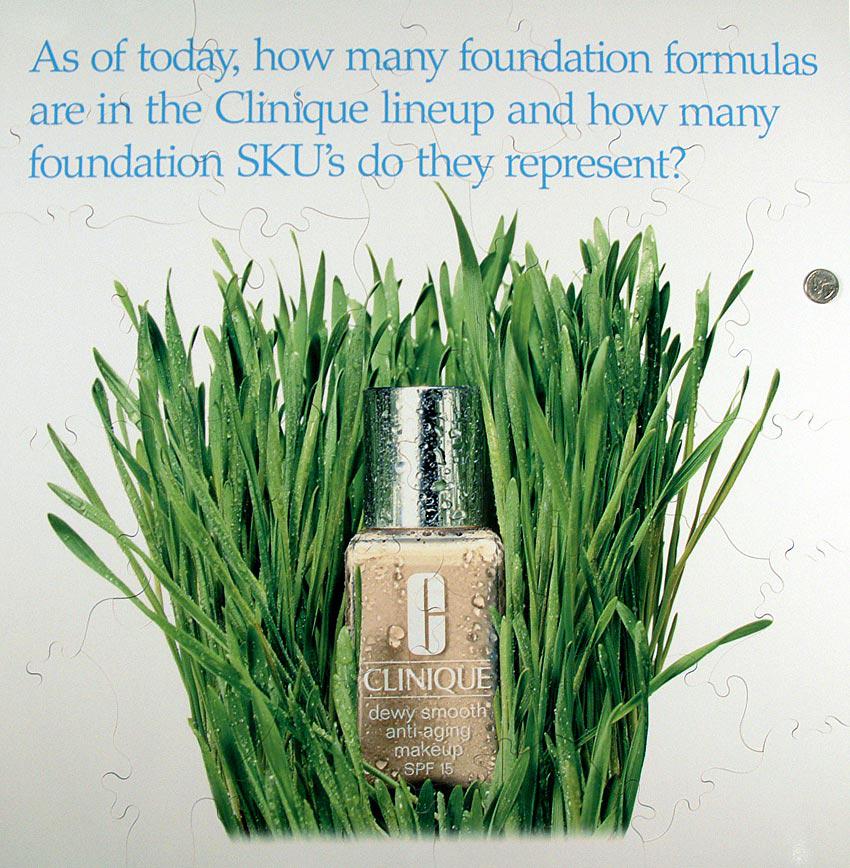 As of today, how many foundation formulas
are in the Clinique lineup and how many
foundation SKU's do they represent?
C
CLINIQUE
dewy smooth
anti-aging
makeup
SPF 15